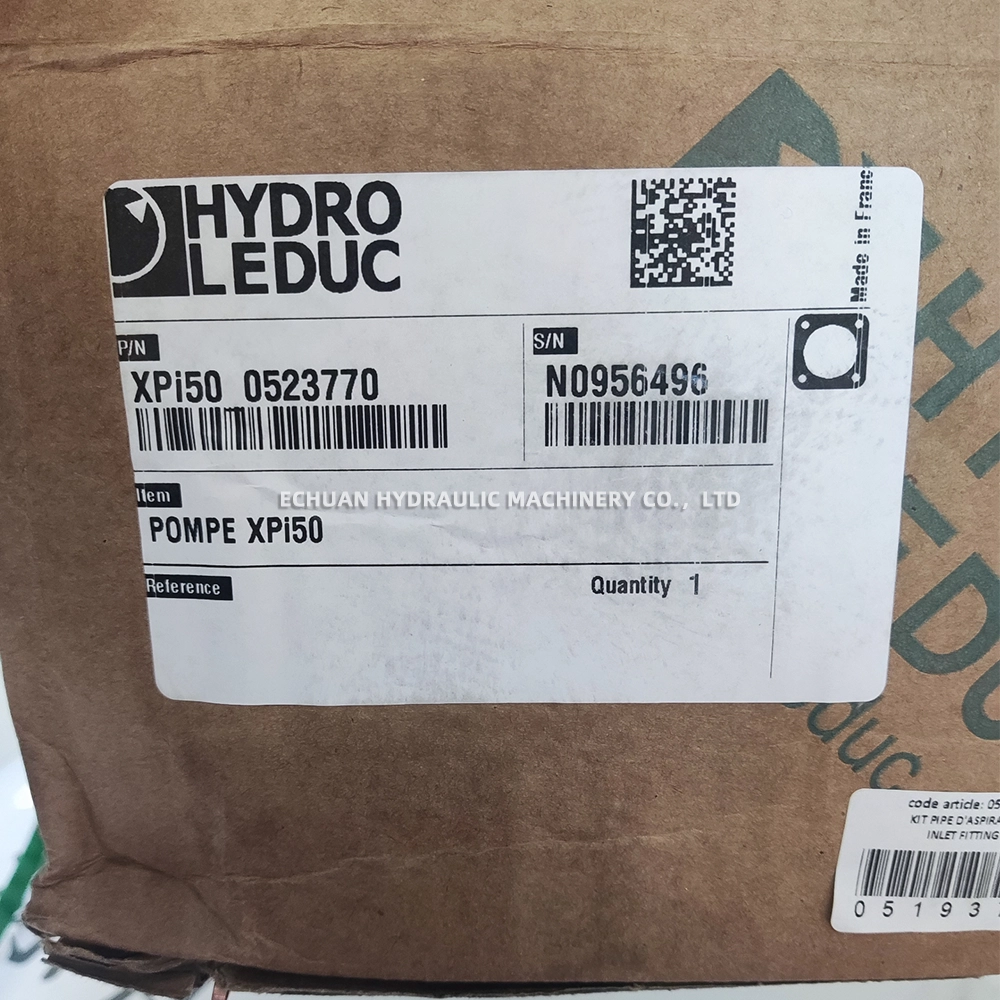 HYDRO
LEDUC
Made in France
P/N
XPi50 0523770
S/N
N0956496
Item
ECHUAN HYDRAULIC MACHINERY CO., LTD
POMPE XPi50
Reference
Quantity 1
duc
code article: 05
KIT PIPE D'ASPIRA
INLET FITTING
05193